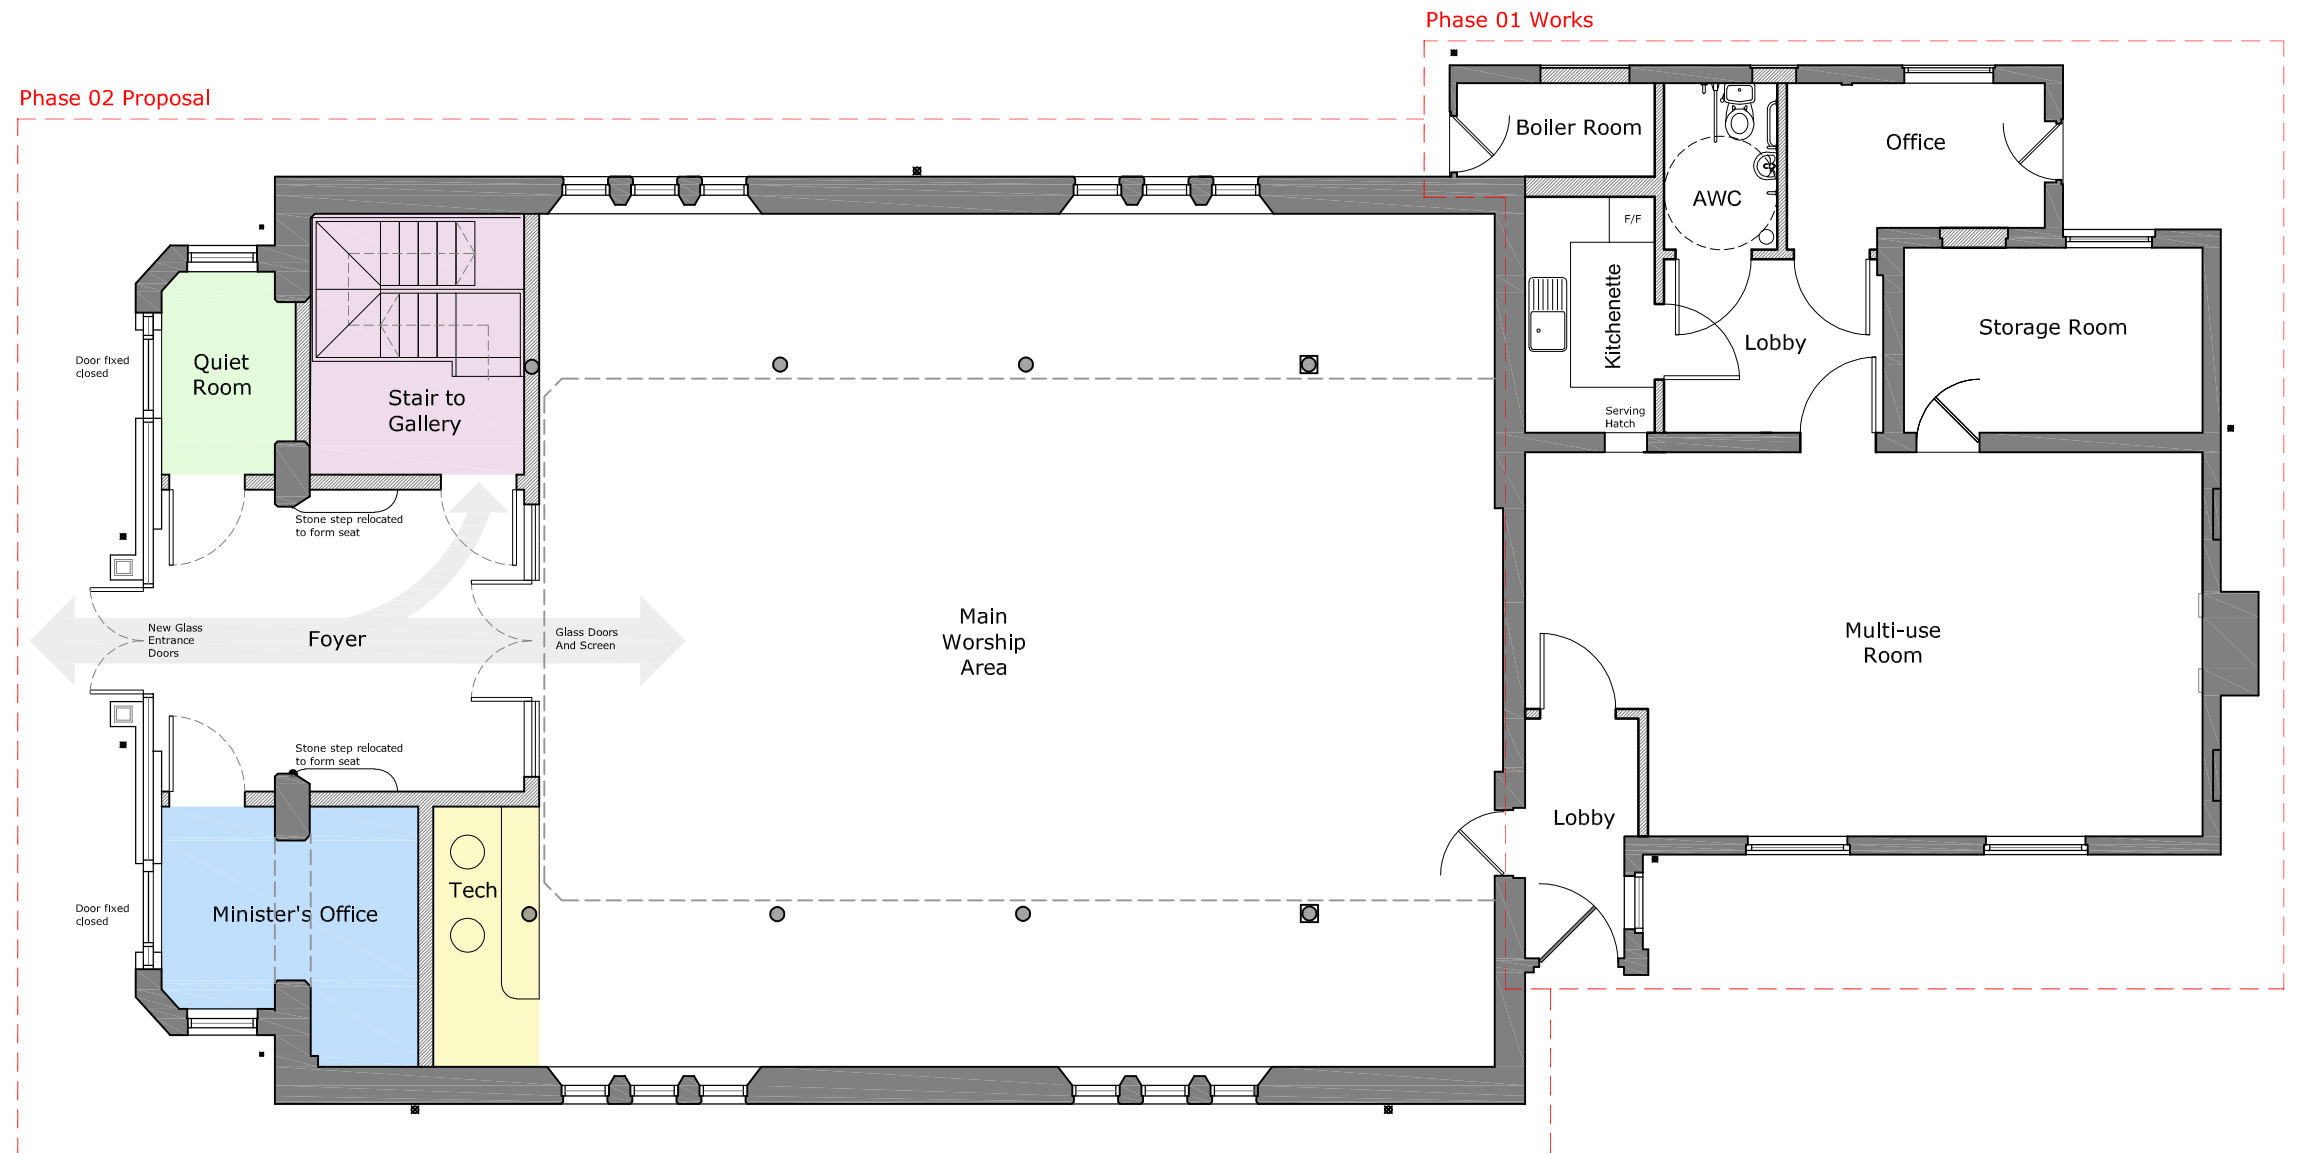 Phase 01 Works
Phase 02 Proposal
Boiler Room
Office
AWC
F/F
Kitchenette
Lobby
Storage Room
Serving
Hatch
Door fixed
closed
Quiet
Room
Stair to
Gallery
Stone step relocated
to form seat
New Glass
Entrance
Doors
Foyer
Glass Doors
And Screen
Main
Worship
Area
Multi-use
Room
Stone step relocated
to form seat
Lobby
Door fixed
closed
Minister's Office
Tech